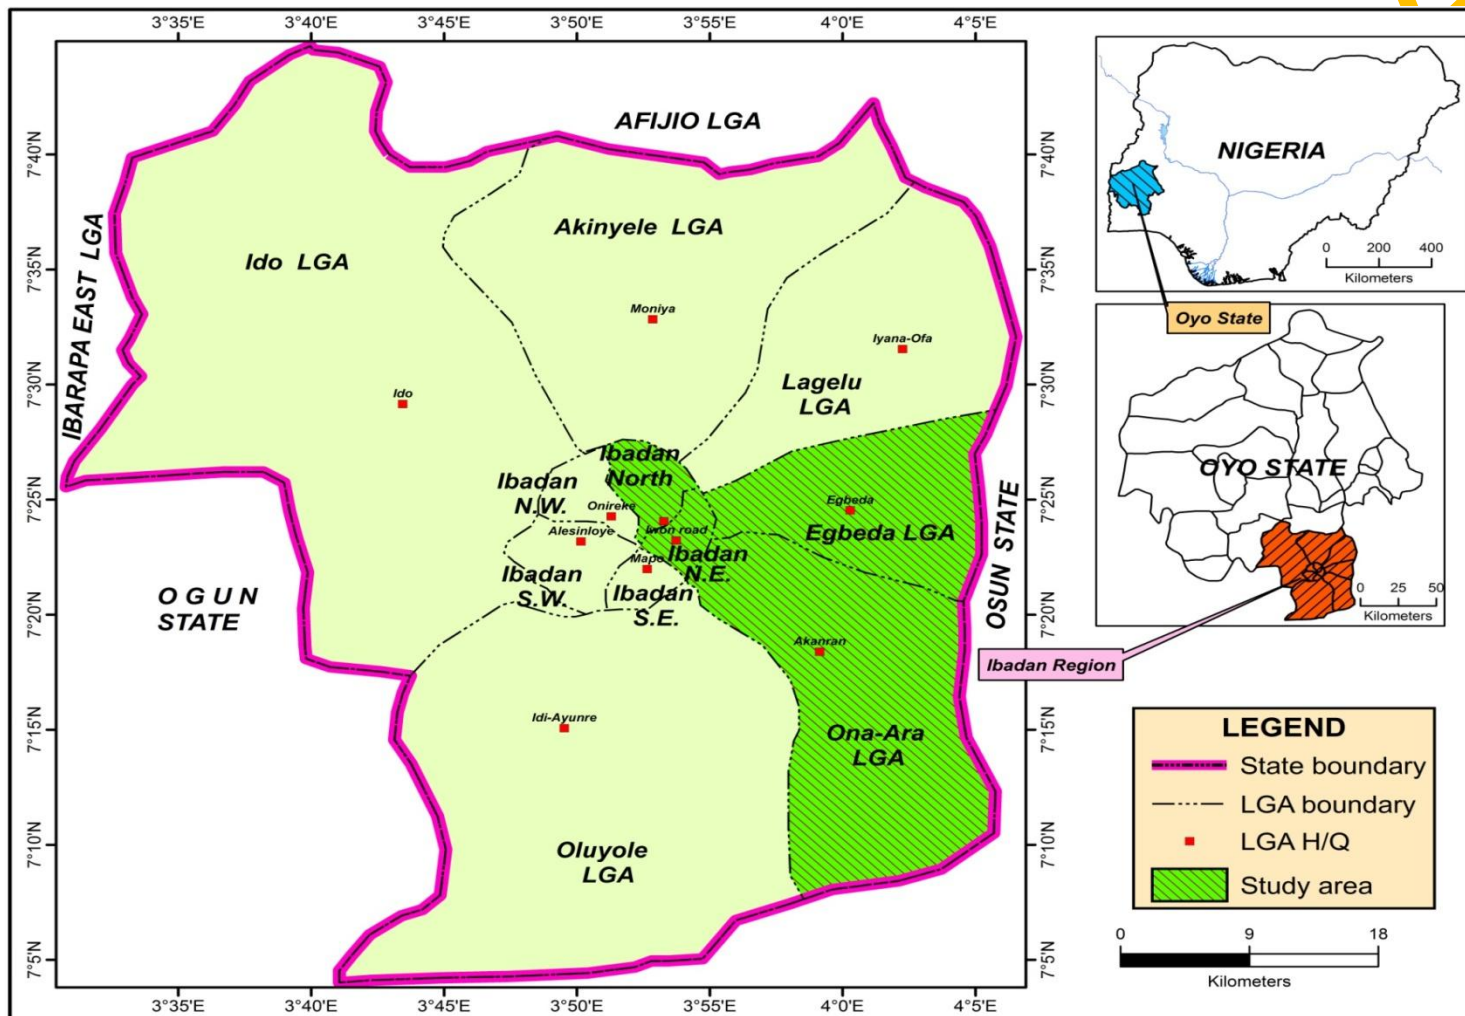 3°35'E 3°40'E 3°45'E 3°50'E 3°55'E 4°0'E 4°5'E
7°40'N
7°35'N
7°30'N
7°25'N
7°20'N
7°15'N
7°10'N
7°5'N
AFIJIO LGA
IBARAPA EAST LGA
Ido LGA
Akinyele LGA
Moniya
Iyana-Ofa
Ido
Lagelu
LGA
Ibadan
North
Ibadan
N.W.
Onireke
Alesinloye
Iwon road
Mapo
Ibadan
N.E.
Ibadan
S.W.
Ibadan
S.E.
Egbeda
Egbeda LGA
OSUN STATE
OGUN
STATE
Akanran
Ona-Ara
LGA
Idi-Ayunre
Oluyole
LGA
7°40'N
7°35'N
7°30'N
7°25'N
7°20'N
7°15'N
7°10'N
7°5'N
3°35'E 3°40'E 3°45'E 3°50'E 3°55'E 4°0'E 4°5'E
NIGERIA
0 200 400
Kilometers
Oyo State
OYO STATE
0 25 50
Kilometers
Ibadan Region
LEGEND
State boundary
LGA boundary
LGA H/Q
Study area
0 9 18
Kilometers